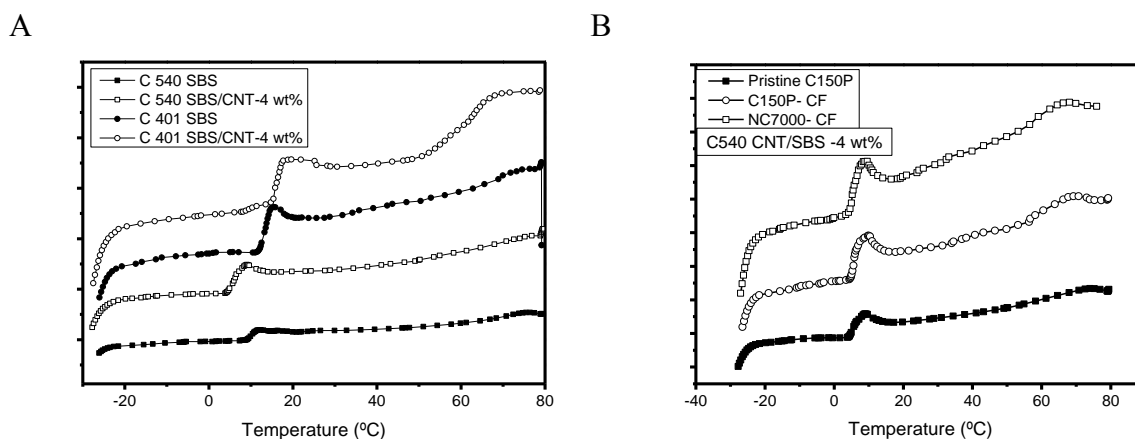 A
B
C 540 SBS
C 540 SBS/CNT-4 wt%
C 401 SBS
C 401 SBS/CNT-4 wt%
-20 0 20 40 60 80
Temperature (ºC)
Pristine C150P
C150P- CF
NC7000- CF
C540 CNT/SBS -4 wt%
-40 -20 0 20 40 60 80
Temperature (ºC)